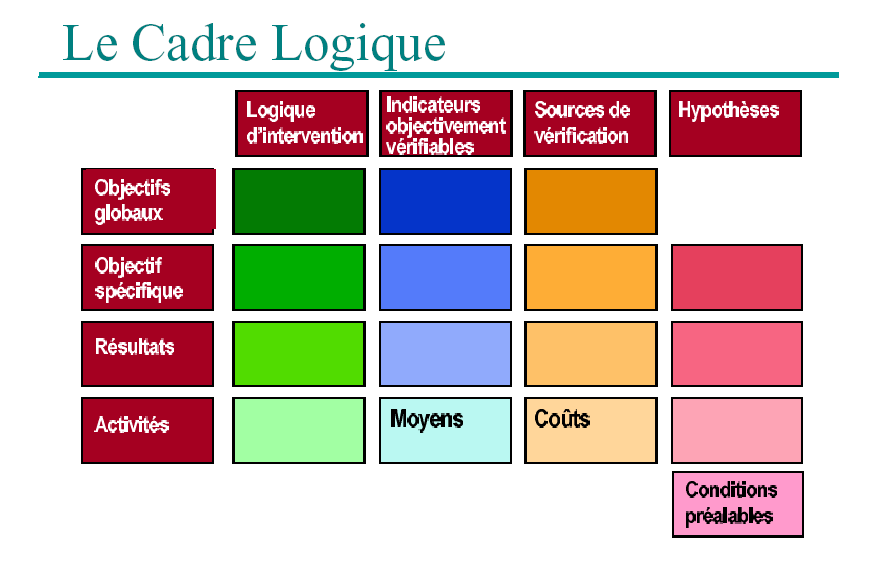 Le Cadre Logique
Logique
d'intervention
Indicateurs
objectivement
vérifiables
Sources de
vérification
Hypothèses
Objectifs
globaux
Objectif
spécifique
Résultats
Activités
Moyens
Coûts
Conditions
préalables